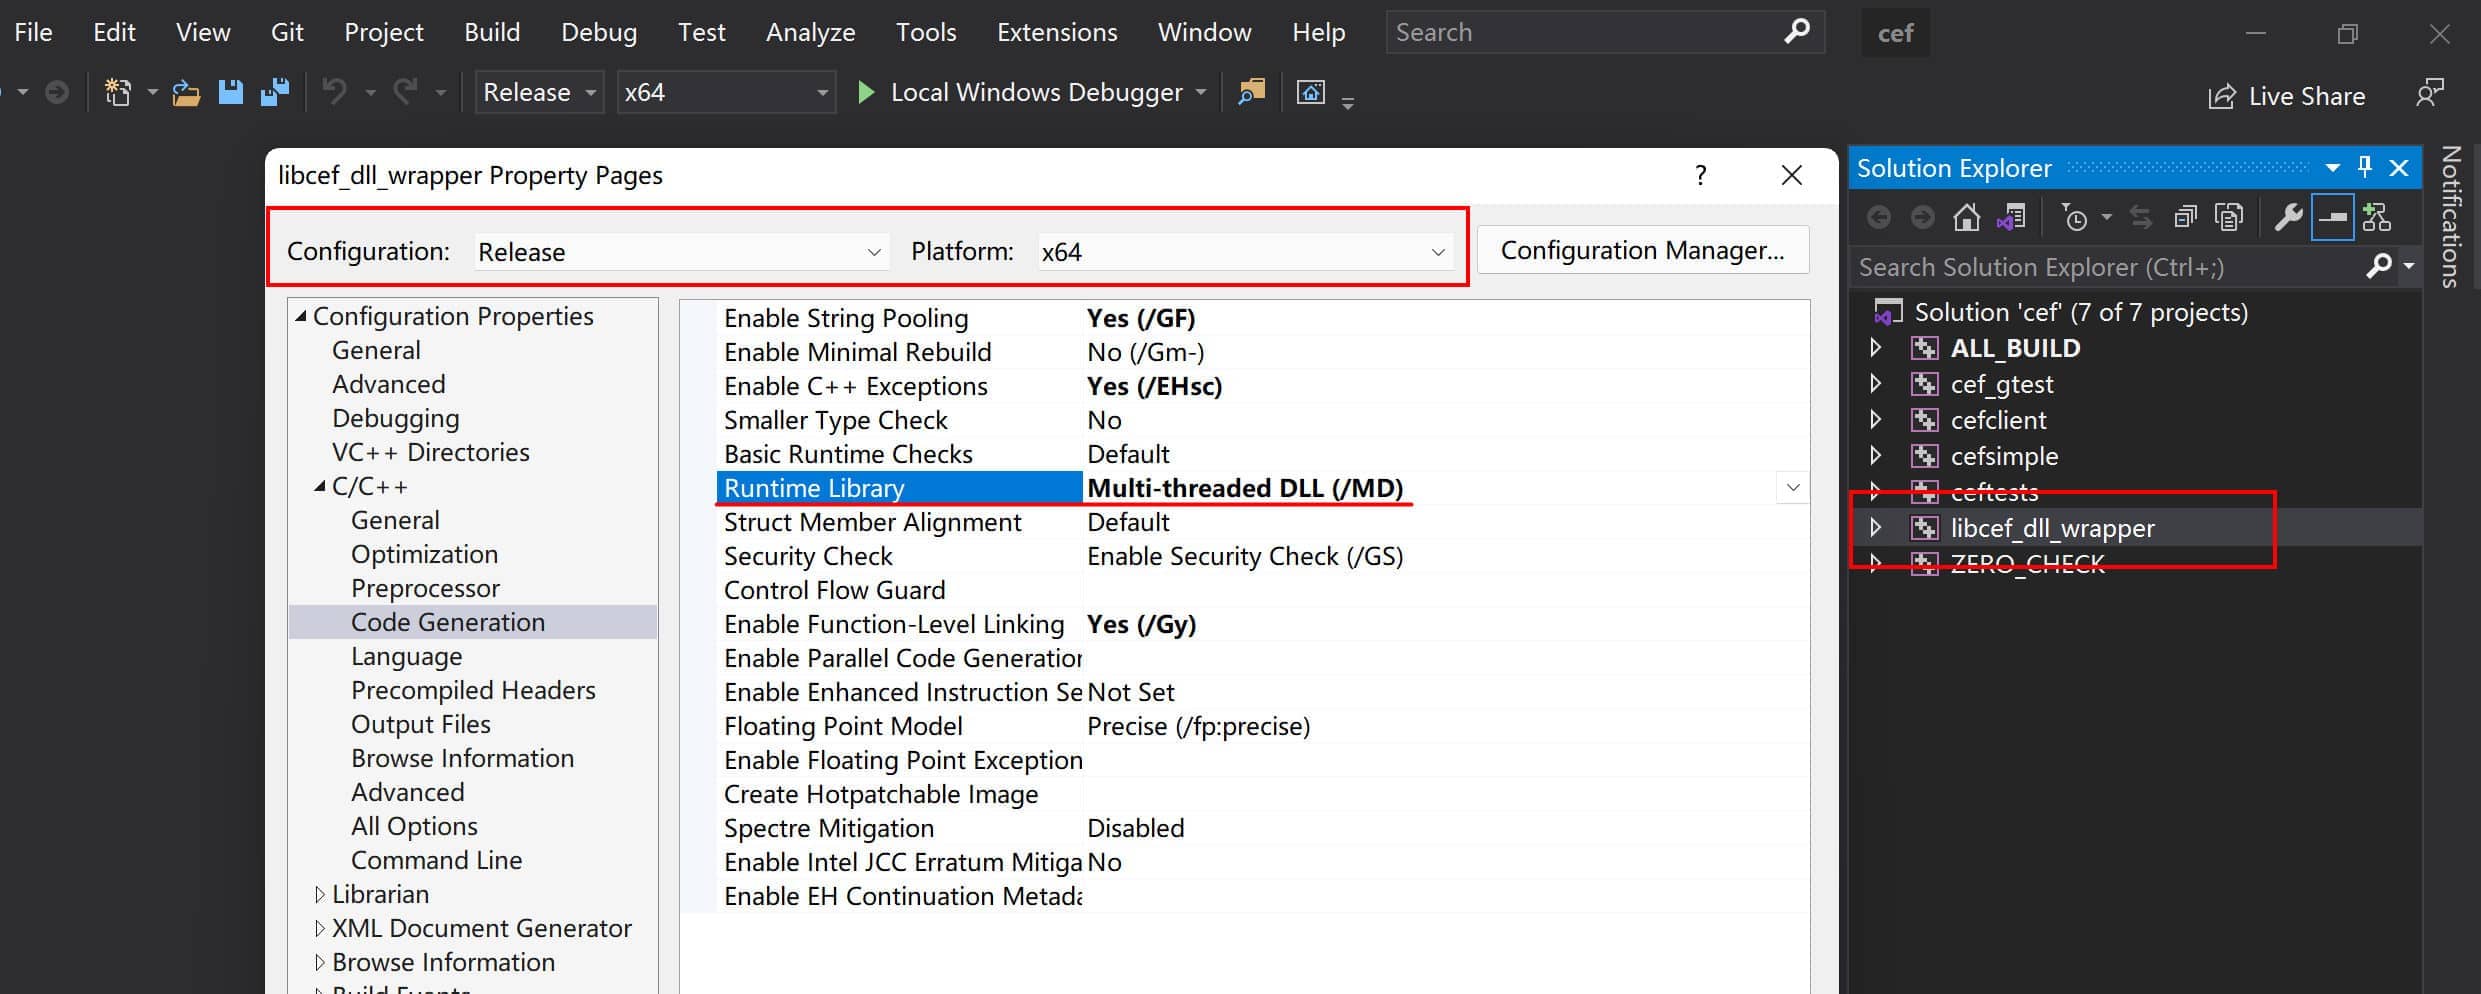 File Edit View Git Project Build Debug Test Analyze Tools Extensions Window Help Search cef
Release x64 Local Windows Debugger Live Share
libcef_dll_wrapper Property Pages ?
Configuration: Release Platform: x64 Configuration Manager...
Configuration Properties
General
Advanced
Debugging
VC++ Directories
C/C++
General
Optimization
Preprocessor
Code Generation
Language
Precompiled Headers
Output Files
Browse Information
Advanced
All Options
Command Line
Librarian
XML Document Generator
Browse Information
Build Events
Enable String Pooling Yes (/GF)
Enable Minimal Rebuild No (/Gm-)
Enable C++ Exceptions Yes (/EHsc)
Smaller Type Check No
Basic Runtime Checks Default
Runtime Library Multi-threaded DLL (/MD)
Struct Member Alignment Default
Security Check Enable Security Check (/GS)
Control Flow Guard
Enable Function-Level Linking Yes (/Gy)
Enable Parallel Code Generation
Enable Enhanced Instruction Se Not Set
Floating Point Model Precise (/fp:precise)
Enable Floating Point Exception
Create Hotpatchable Image
Spectre Mitigation Disabled
Enable Intel JCC Erratum Mitiga No
Enable EH Continuation Metada
Solution Explorer
Search Solution Explorer (Ctrl+;)
Solution 'cef' (7 of 7 projects)
ALL_BUILD
cef_gtest
cefclient
cefsimple
ceftests
libcef_dll_wrapper
ZERO_CHECK
Notifications